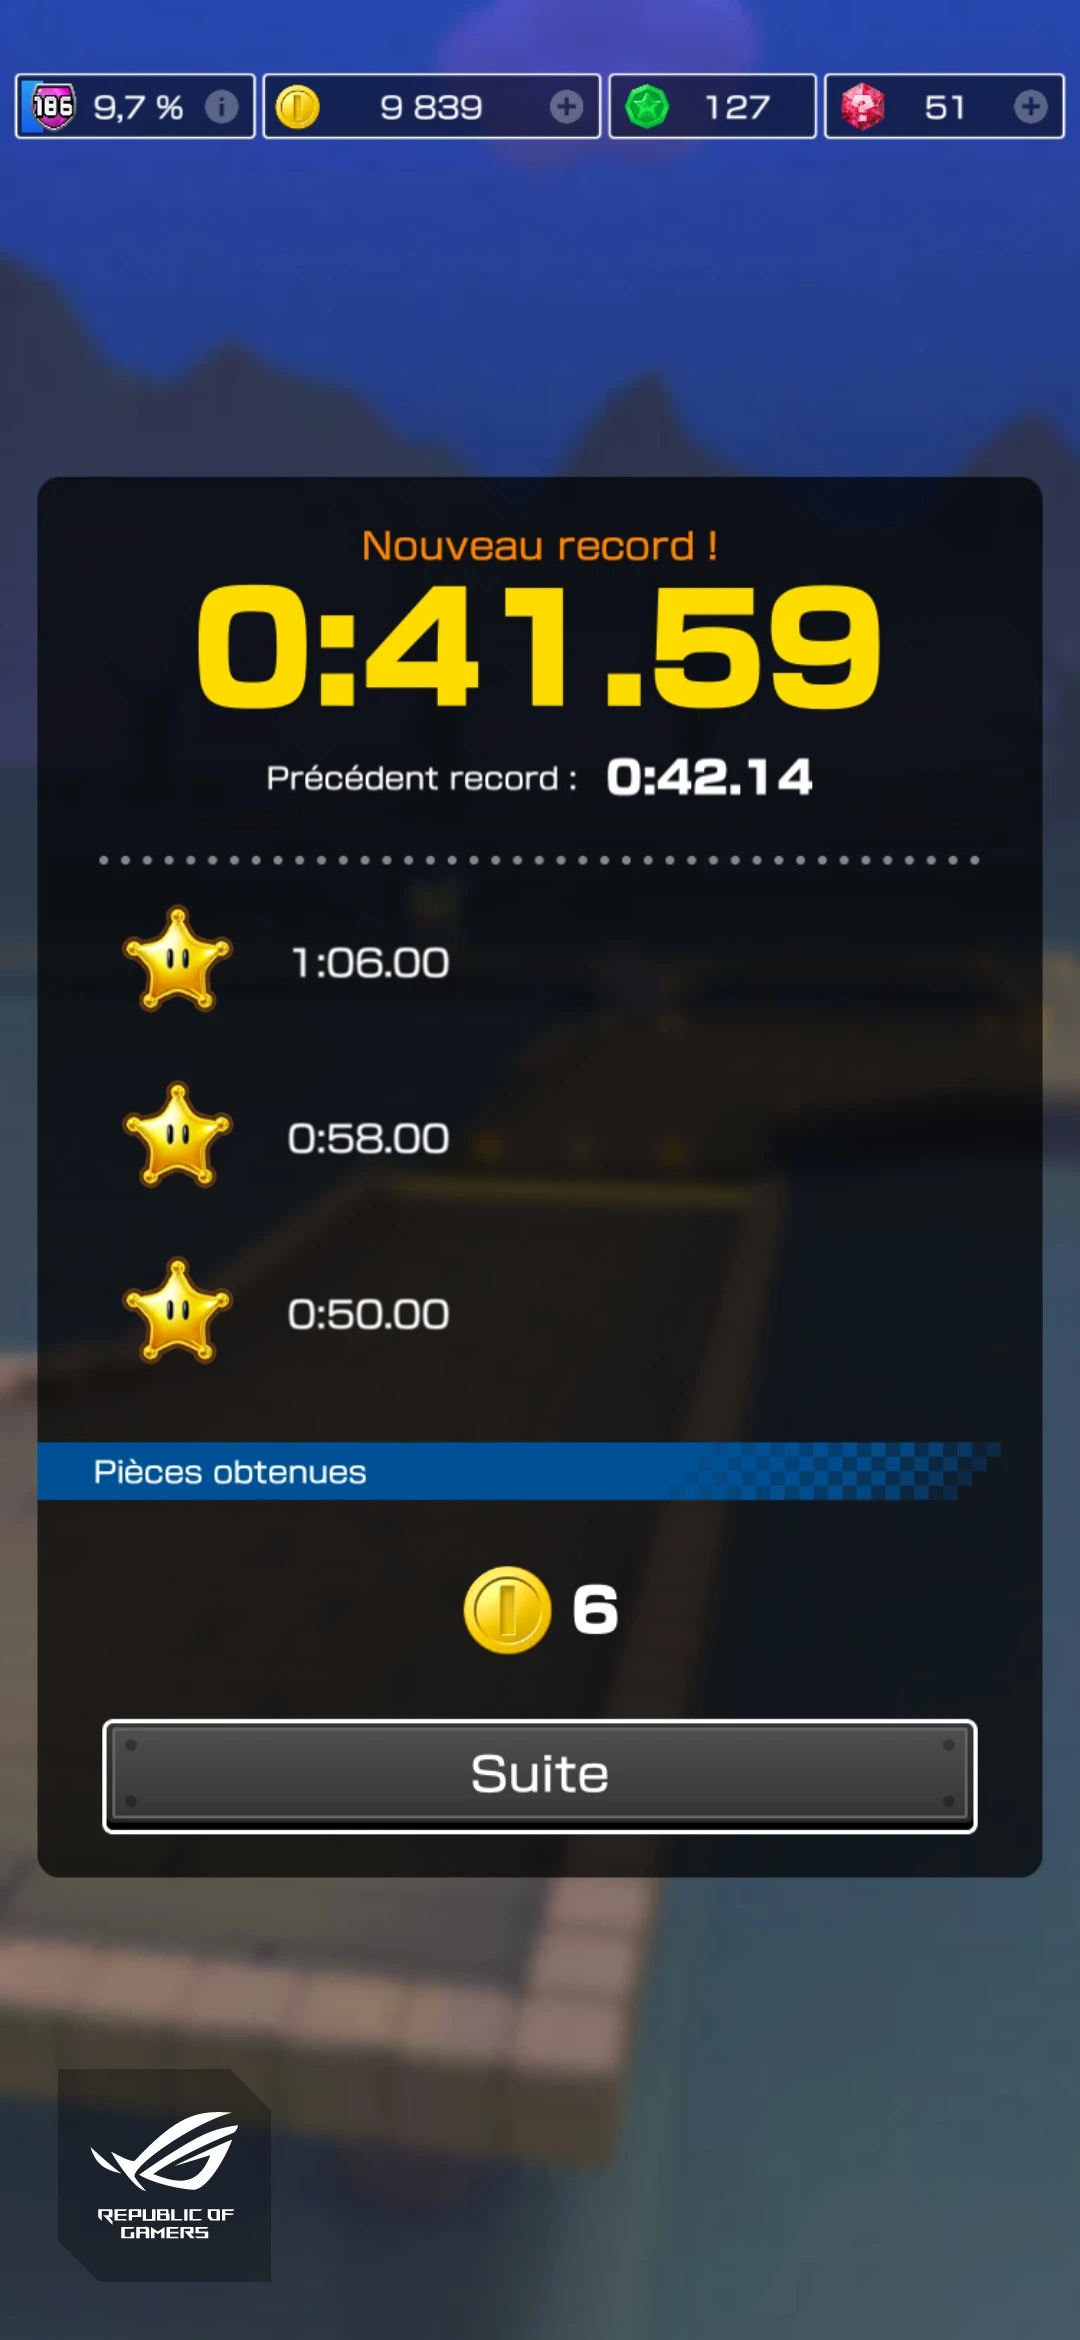 186 9,7 % i 9 839 + 127 51 +
Nouveau record !
0:41.59
Précédent record : 0:42.14
1:06.00
0:58.00
0:50.00
Pièces obtenues
6
Suite
REPUBLIC OF
GAMERS